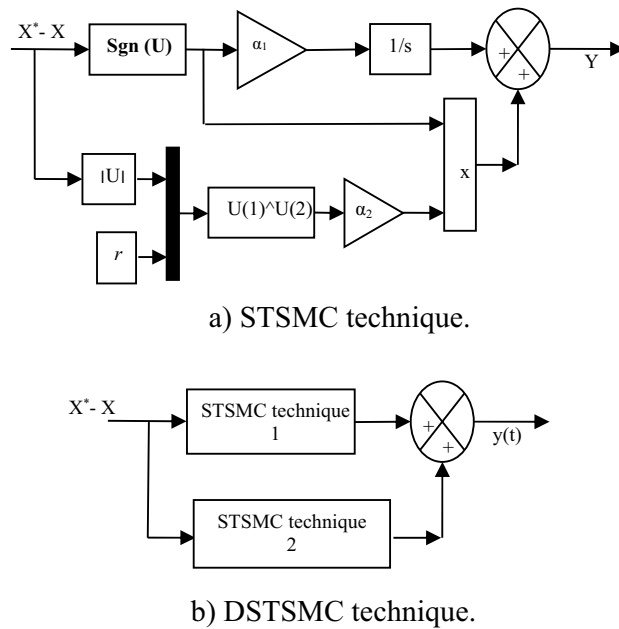 X*- X
Sgn (U)
α₁
1/s
+
+
Y
|U|
U(1)^U(2)
α₂
x
r
a) STSMC technique.
X*- X
STSMC technique
1
+
+
y(t)
STSMC technique
2
b) DSTSMC technique.